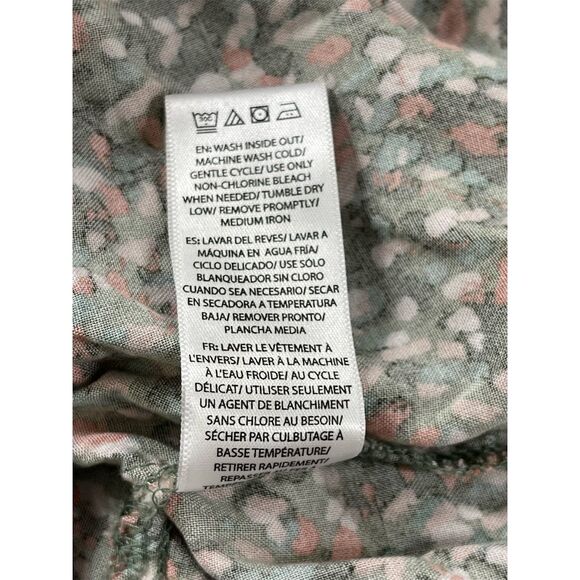 30C
EN: WASH INSIDE OUT/
MACHINE WASH COLD/
GENTLE CYCLE/ USE ONLY
NON-CHLORINE BLEACH
WHEN NEEDED/ TUMBLE DRY
LOW/ REMOVE PROMPTLY/
MEDIUM IRON
ES: LAVAR DEL REVES/ LAVAR A
MÁQUINA EN AGUA FRÍA/
CICLO DELICADO/ USE SÓLO
BLANQUEADOR SIN CLORO
CUANDO SEA NECESARIO/ SECAR
EN SECADORA A TEMPERATURA
BAJA/ REMOVER PRONTO/
PLANCHA MEDIA
FR: LAVER LE VÊTEMENT À
L'ENVERS/ LAVER À LA MACHINE
À L'EAU FROIDE/ AU CYCLE
DÉLICAT/ UTILISER SEULEMENT
UN AGENT DE BLANCHIMENT
SANS CHLORE AU BESOIN/
SÉCHER PAR CULBUTAGE À
BASSE TEMPÉRATURE/
RETIRER RAPIDEMENT/
REPASSER